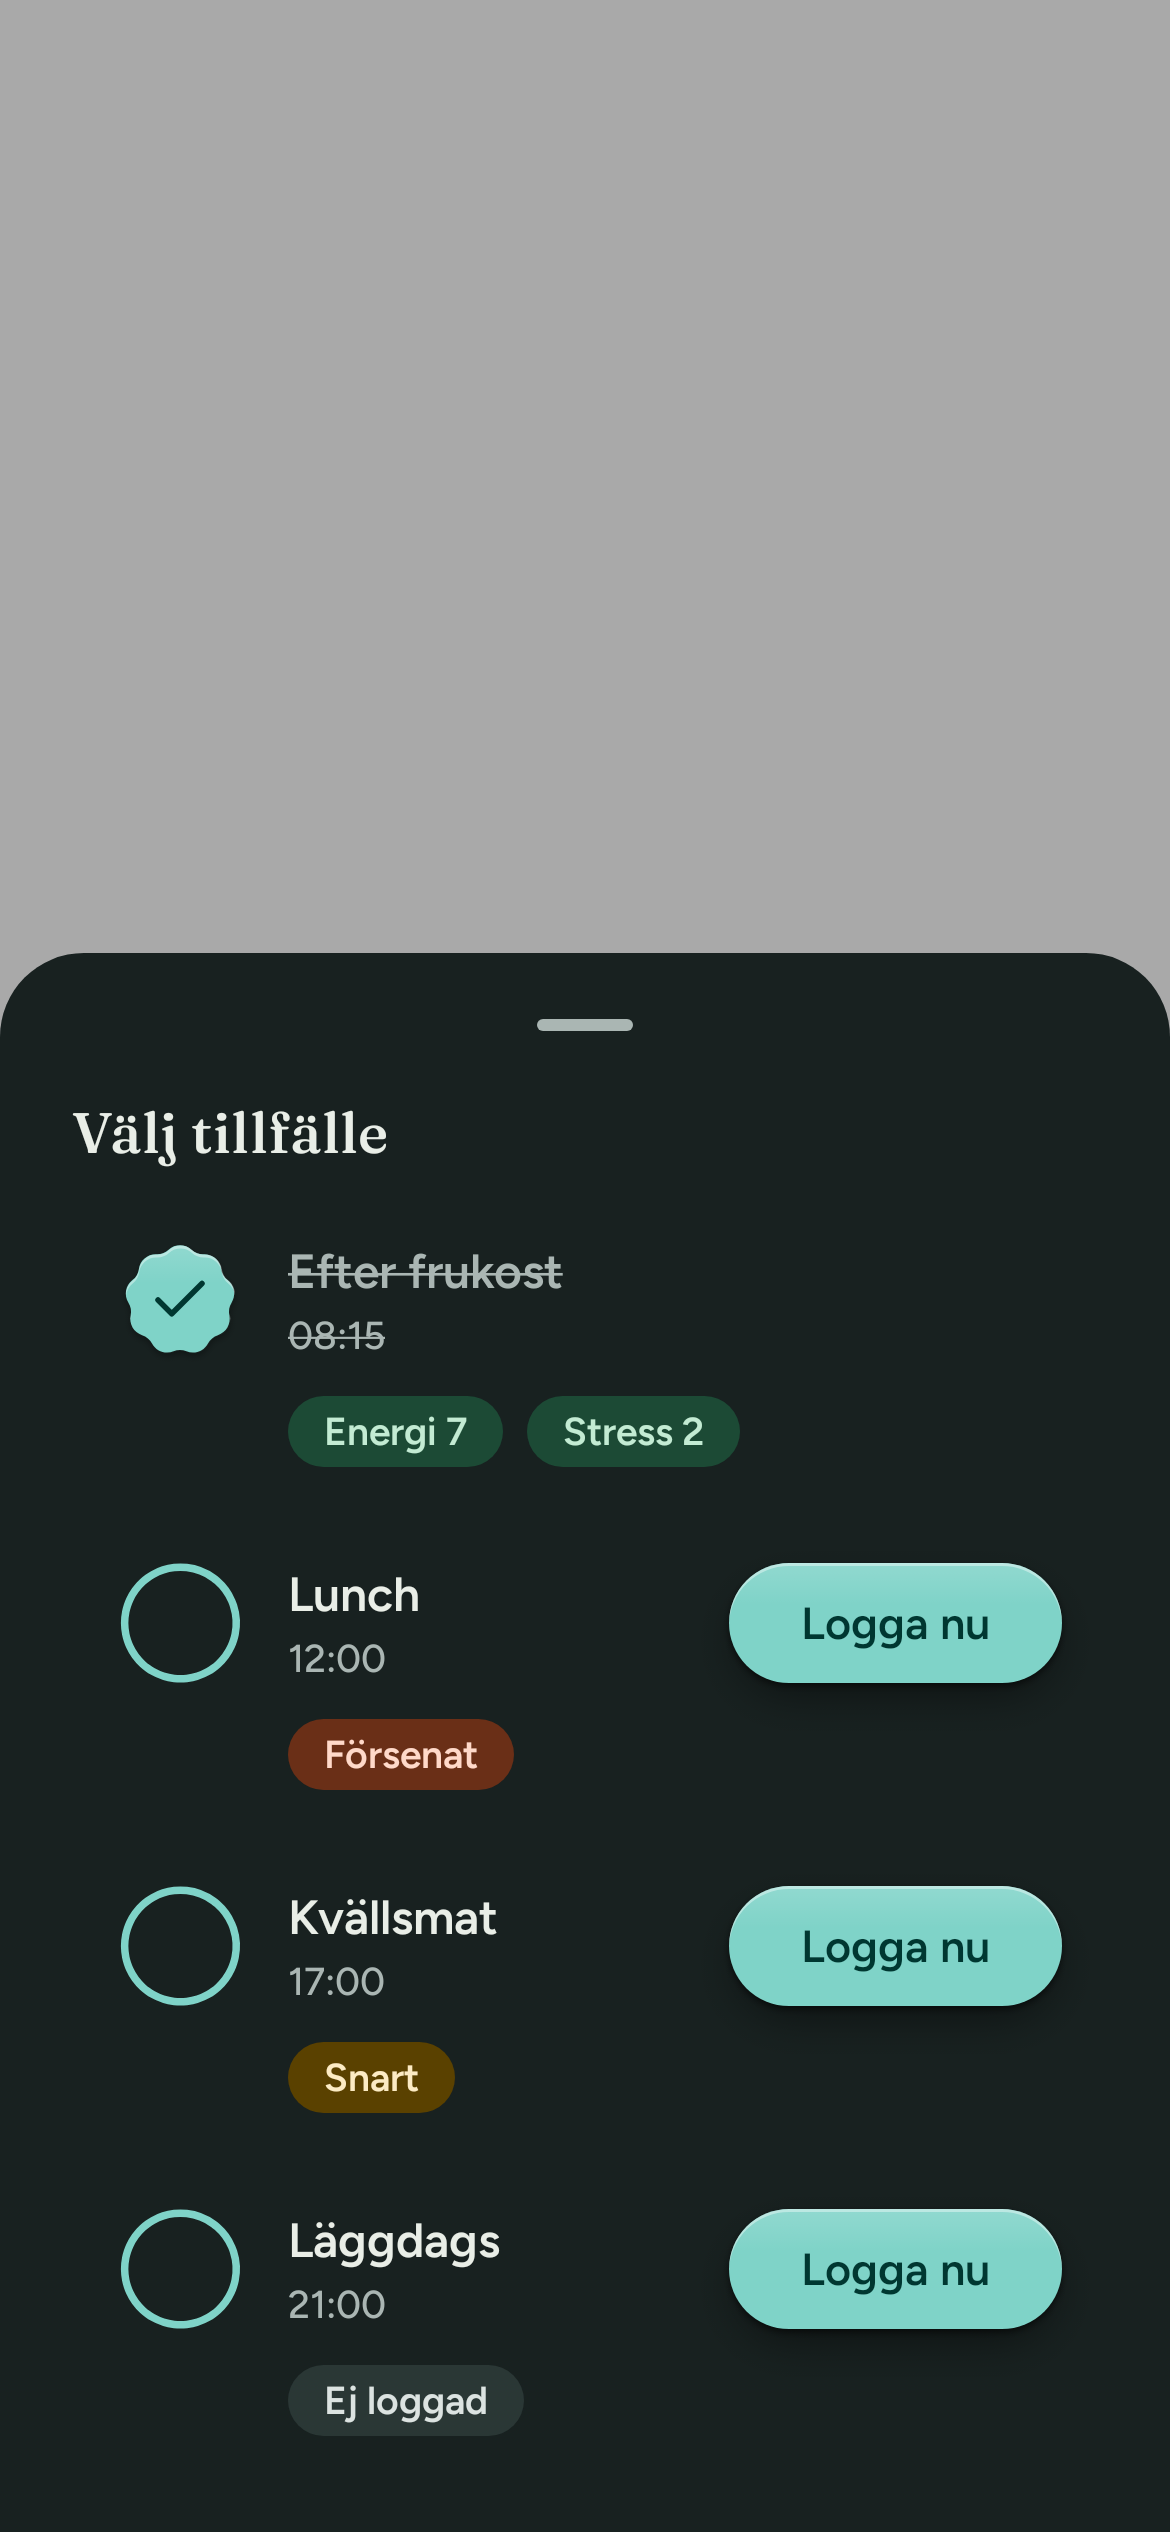 Välj tillfälle
Efter frukost
08:15
Energi 7 Stress 2
Lunch
12:00
Logga nu
Försenat
Kvällsmat
17:00
Logga nu
Snart
Läggdags
21:00
Logga nu
Ej loggad